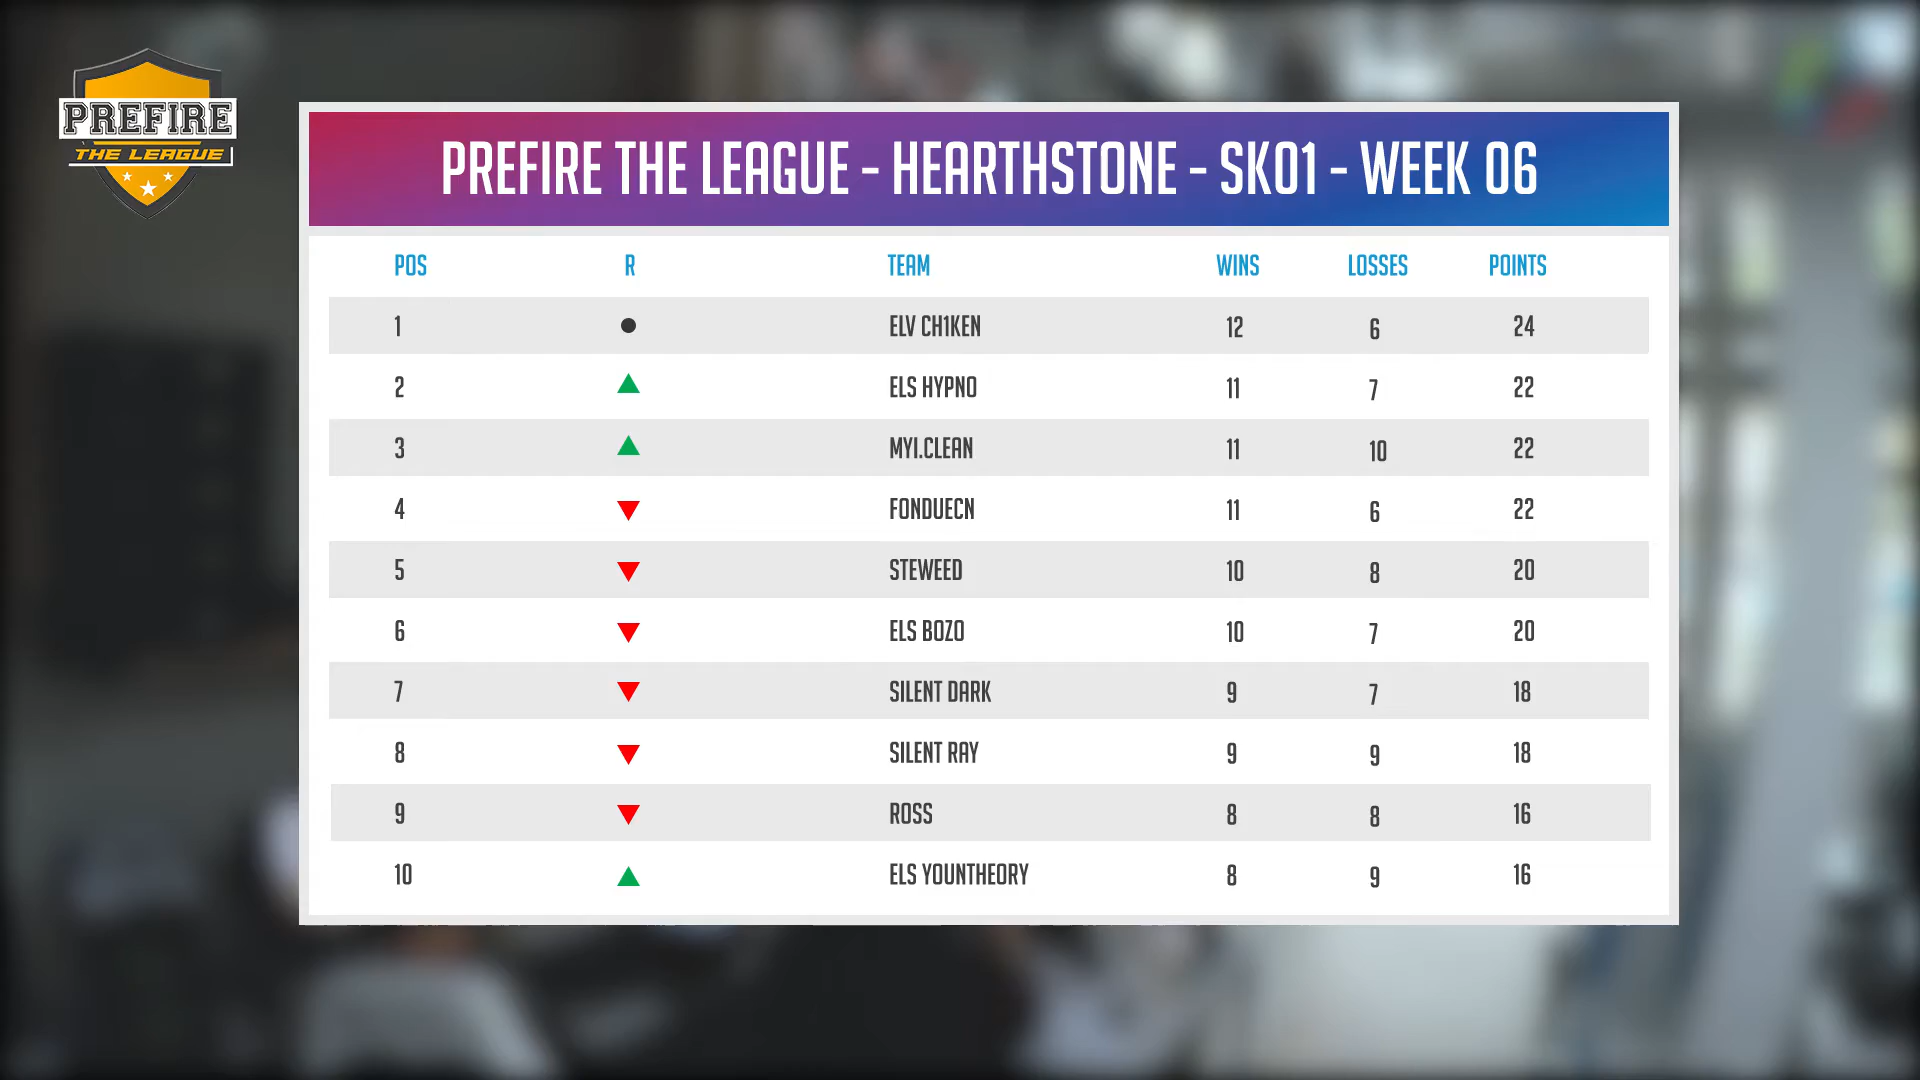 PREFIRE
THE LEAGUE
PREFIRE THE LEAGUE - HEARTHSTONE - SK01 - WEEK 06
POS R TEAM WINS LOSSES POINTS
1 ELV CH1KEN 12 6 24
2 ELS HYPNO 11 7 22
3 MYI.CLEAN 11 10 22
4 FONDUECN 11 6 22
5 STEWEED 10 8 20
6 ELS BOZO 10 7 20
7 SILENT DARK 9 7 18
8 SILENT RAY 9 9 18
9 ROSS 8 8 16
10 ELS YOUNTHEORY 8 9 16